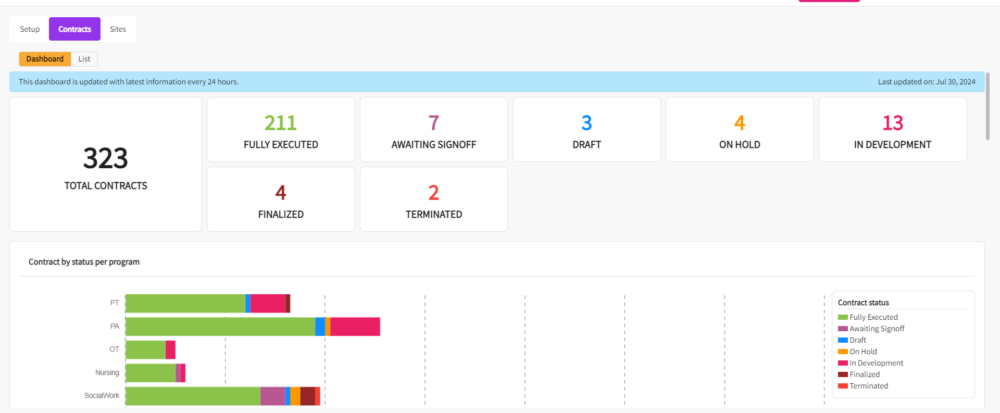 Setup
Contracts
Sites
Dashboard
List
This dashboard is updated with latest information every 24 hours.
Last updated on: Jul 30, 2024
323
TOTAL CONTRACTS
211
FULLY EXECUTED
7
AWAITING SIGNOFF
3
DRAFT
4
ON HOLD
13
IN DEVELOPMENT
4
FINALIZED
2
TERMINATED
Contract by status per program
PT
PA
OT
Nursing
SocialWork
Contract status
Fully Executed
Awaiting Signoff
Draft
On Hold
In Development
Finalized
Terminated